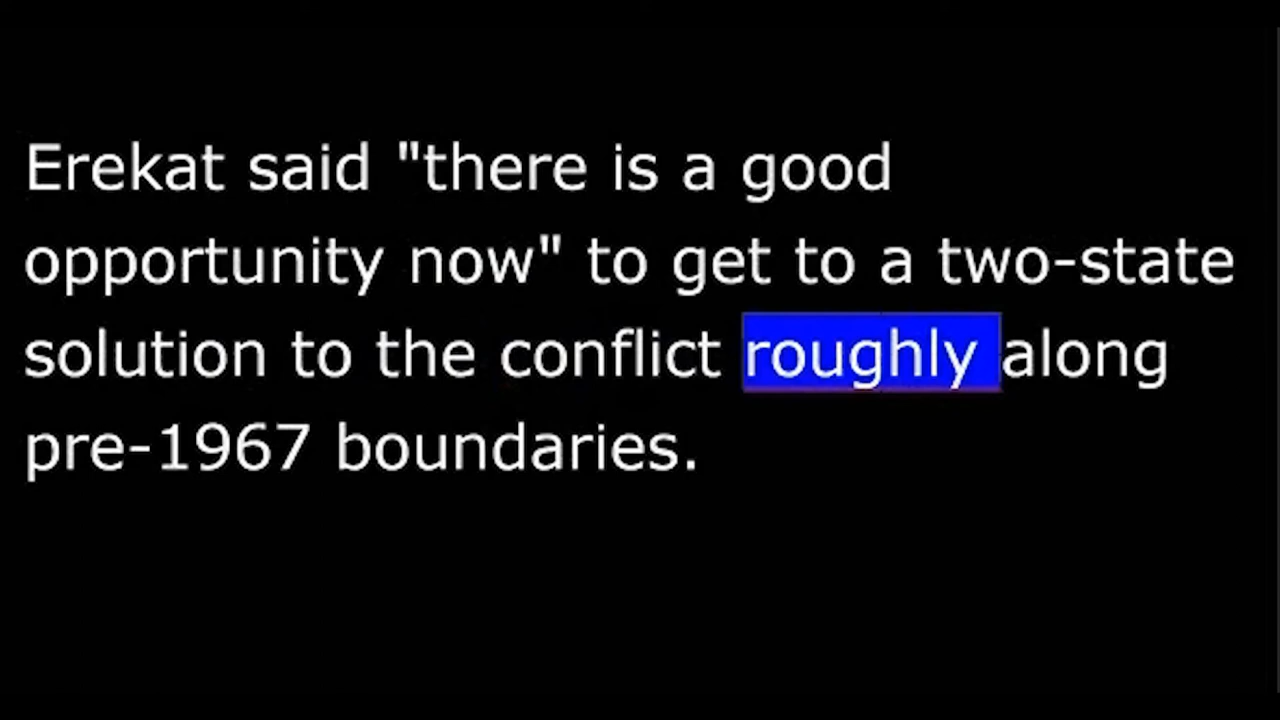 Erekat said "there is a good
opportunity now" to get to a two-state
solution to the conflict roughly along
pre-1967 boundaries.